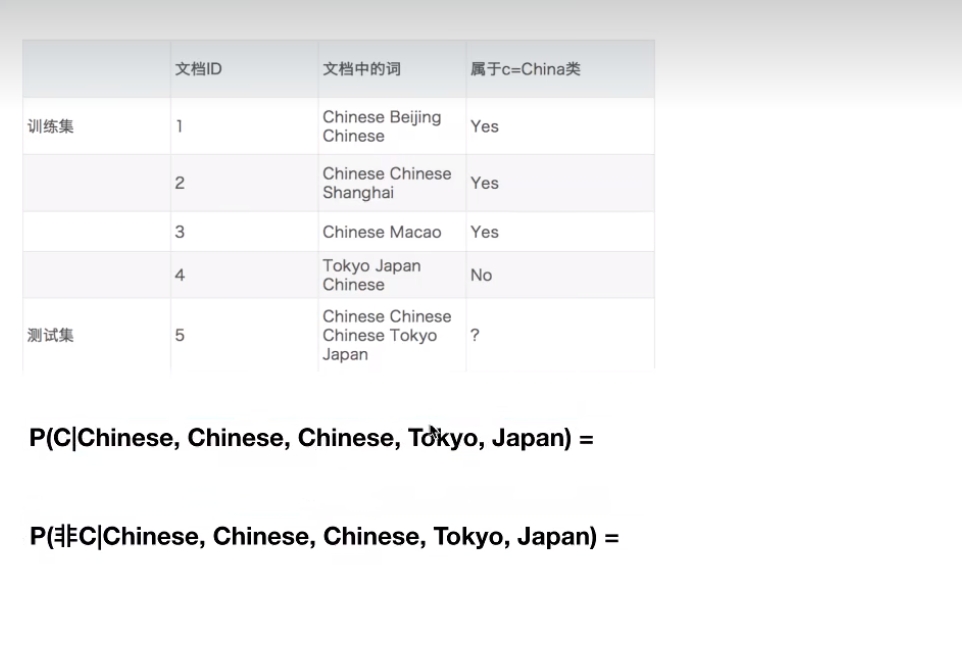 文档ID 文档中的词 属于c=China类
训练集 1 Chinese Beijing Chinese Yes
2 Chinese Chinese Shanghai Yes
3 Chinese Macao Yes
4 Tokyo Japan Chinese No
测试集 5 Chinese Chinese Chinese Tokyo Japan ?
P(C|Chinese, Chinese, Chinese, Tokyo, Japan) =
P(非C|Chinese, Chinese, Chinese, Tokyo, Japan) =